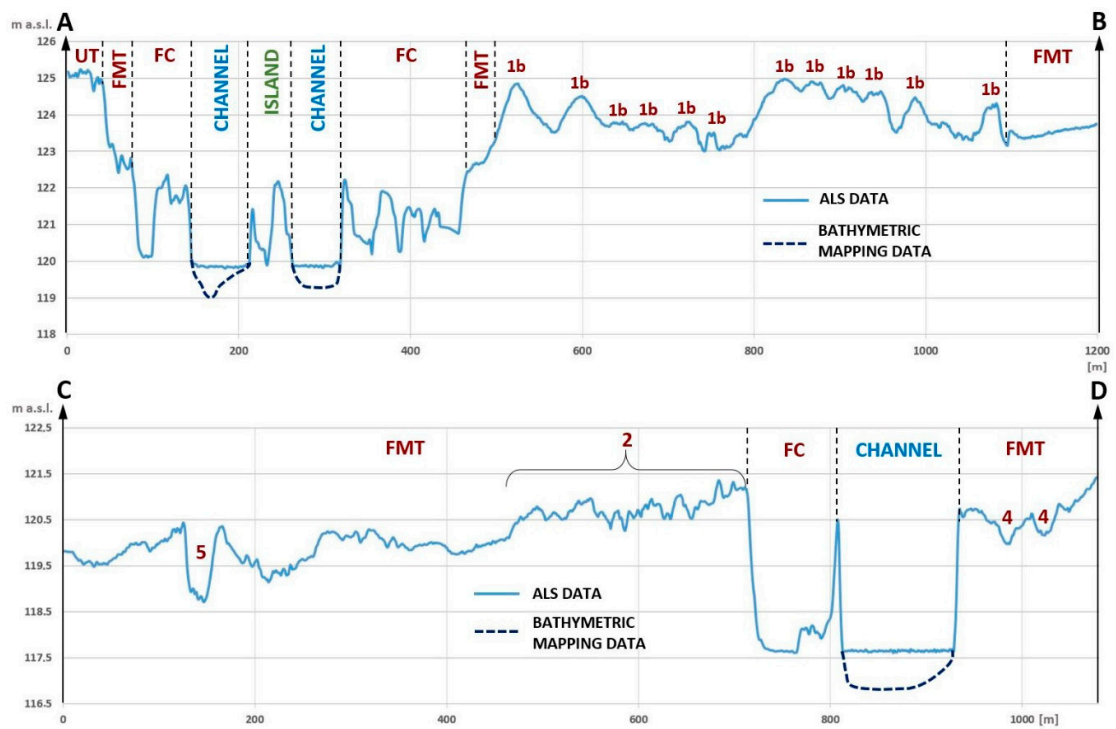 m a.s.l.
A
B
126
125
124
123
122
121
120
119
118
UT
FMT
FC
CHANNEL
ISLAND
CHANNEL
FC
FMT
1b
1b
1b
1b
1b
1b
1b
1b
1b
1b
1b
1b
FMT
ALS DATA
BATHYMETRIC
MAPPING DATA
0
200
400
600
800
1000
1200
[m]
C
D
m a.s.l.
122.5
121.5
120.5
119.5
118.5
117.5
116.5
FMT
2
FC
CHANNEL
FMT
5
4
4
ALS DATA
BATHYMETRIC
MAPPING DATA
0
200
400
600
800
1000 [m]